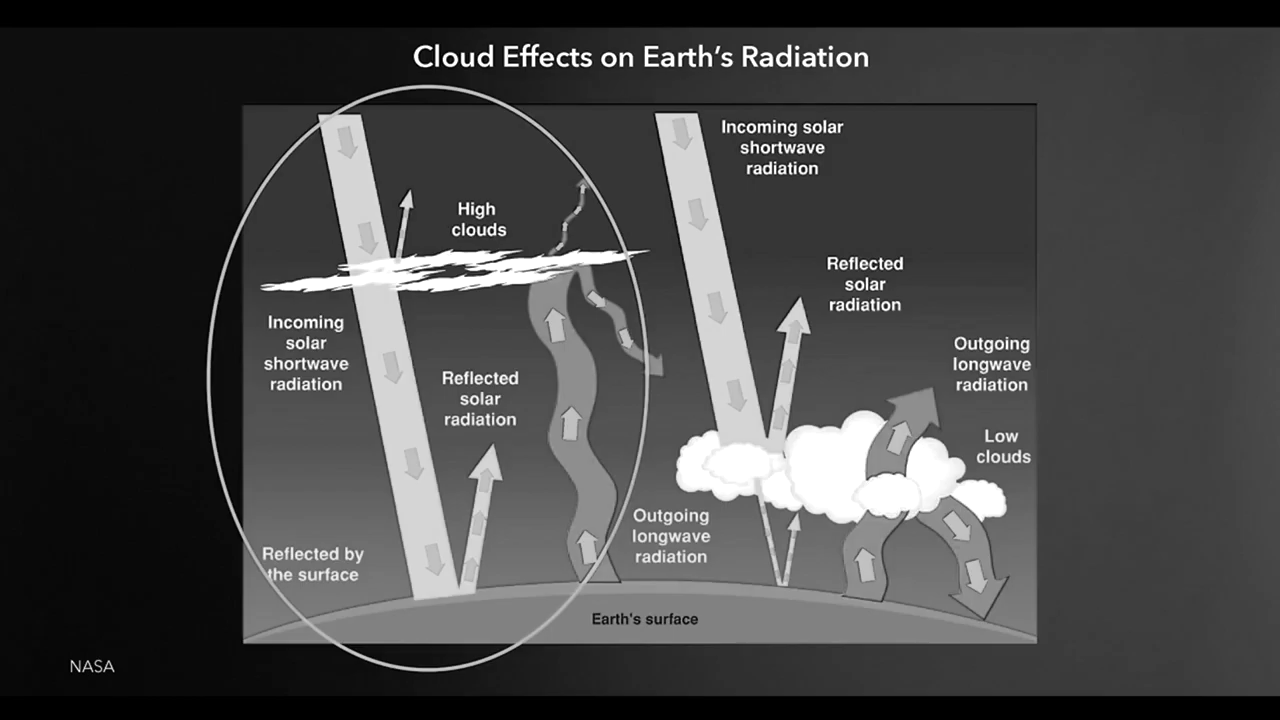 Cloud Effects on Earth's Radiation
High
clouds
Incoming
solar
shortwave
radiation
Reflected
solar
radiation
Reflected by
the surface
Outgoing
longwave
radiation
Incoming solar
shortwave
radiation
Reflected
solar
radiation
Outgoing
longwave
radiation
Low
clouds
Earth's surface
NASA